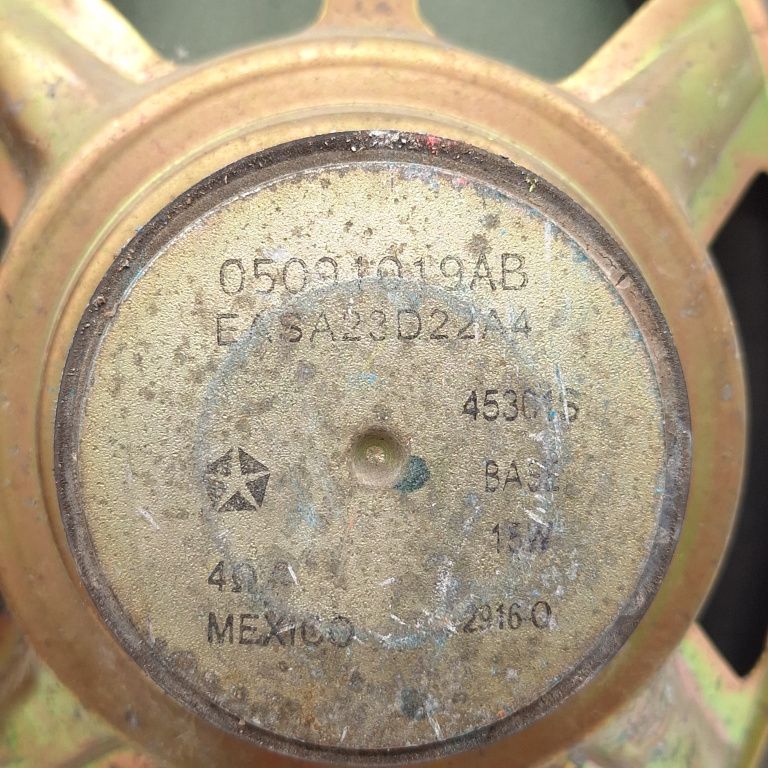 05091019AB
EASA23D22A4
BASE
15W
4Ω
MEXICO
2916-O